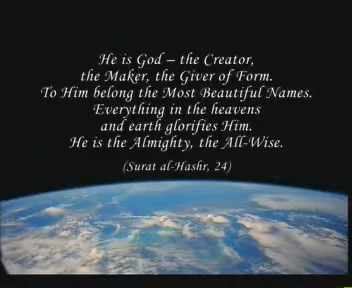 He is God – the Creator,
the Maker, the Giver of Form.
To Him belong the Most Beautiful Names.
Everything in the heavens
and earth glorifies Him.
He is the Almighty, the All-Wise.
(Surat al-Hashr, 24)